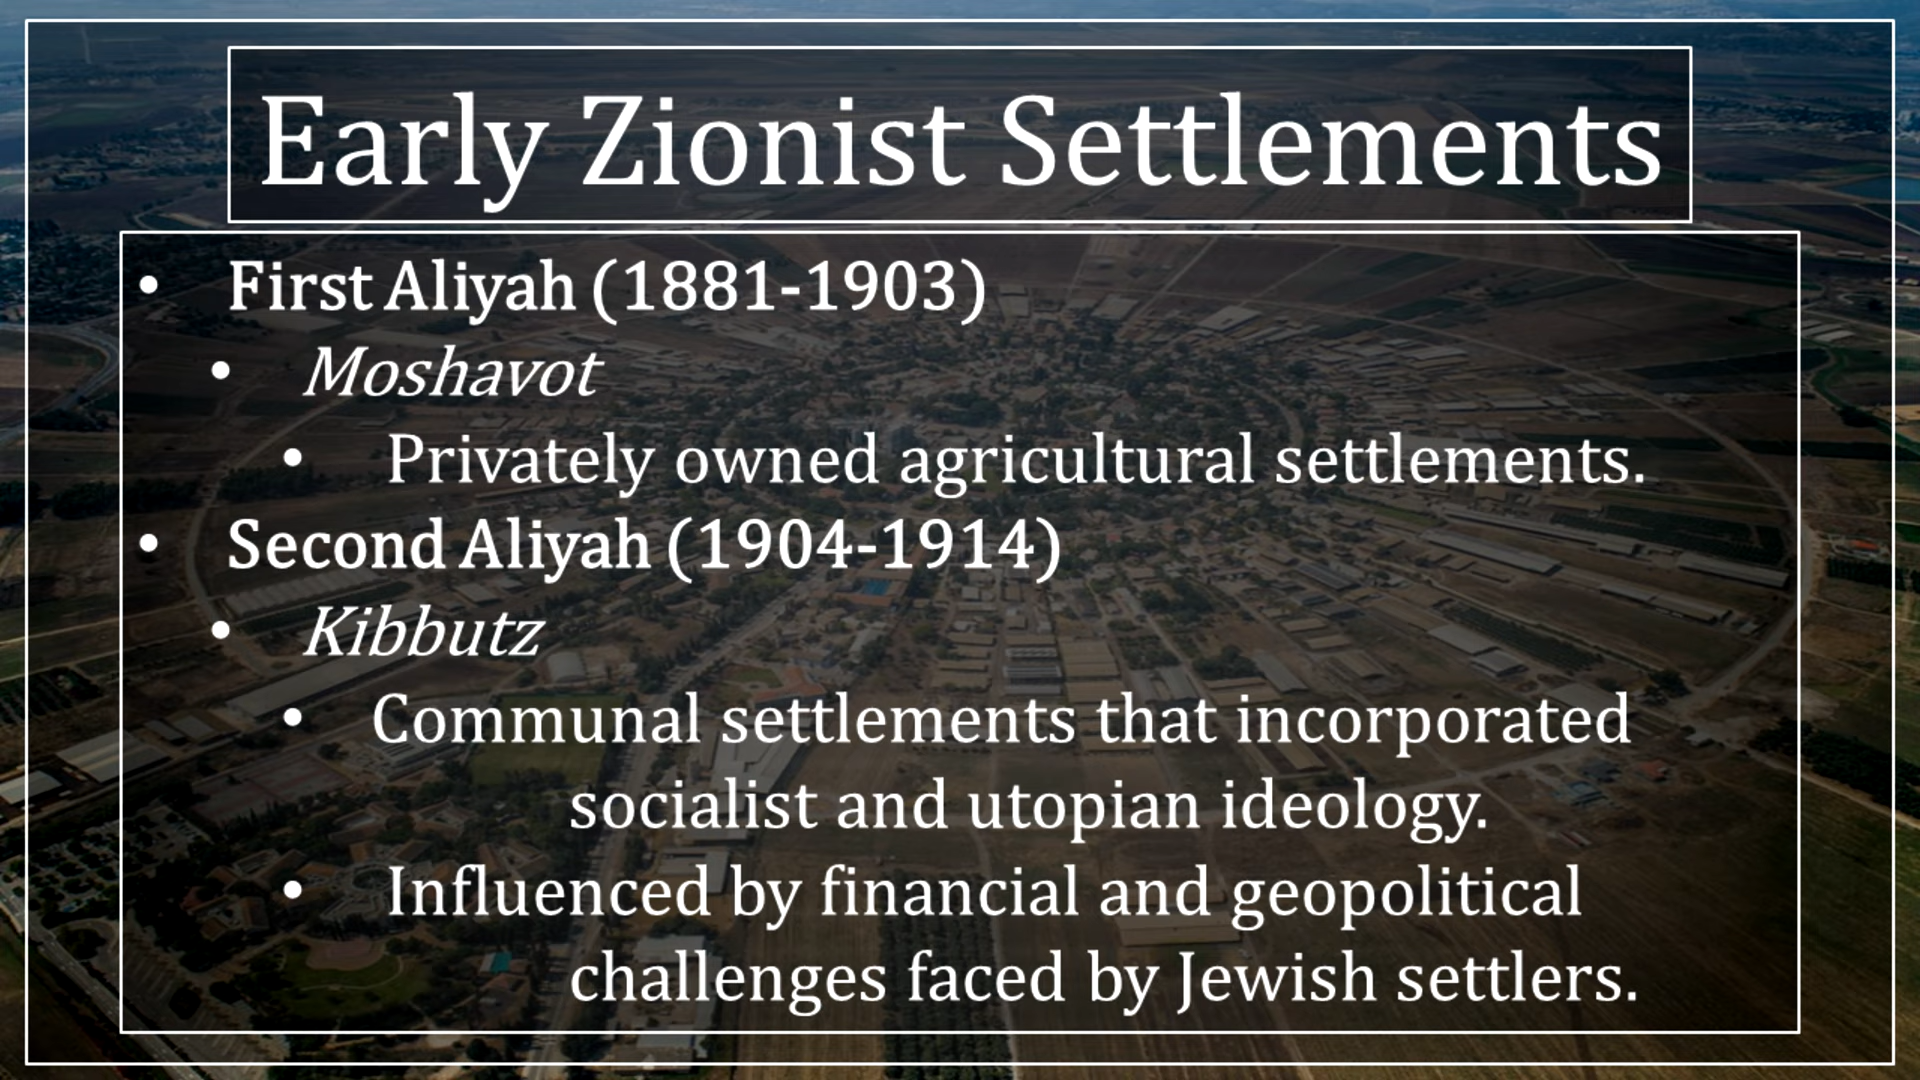 Early Zionist Settlements
• First Aliyah (1881-1903)
• Moshavot
• Privately owned agricultural settlements.
• Second Aliyah (1904-1914)
• Kibbutz
• Communal settlements that incorporated
socialist and utopian ideology.
• Influenced by financial and geopolitical
challenges faced by Jewish settlers.